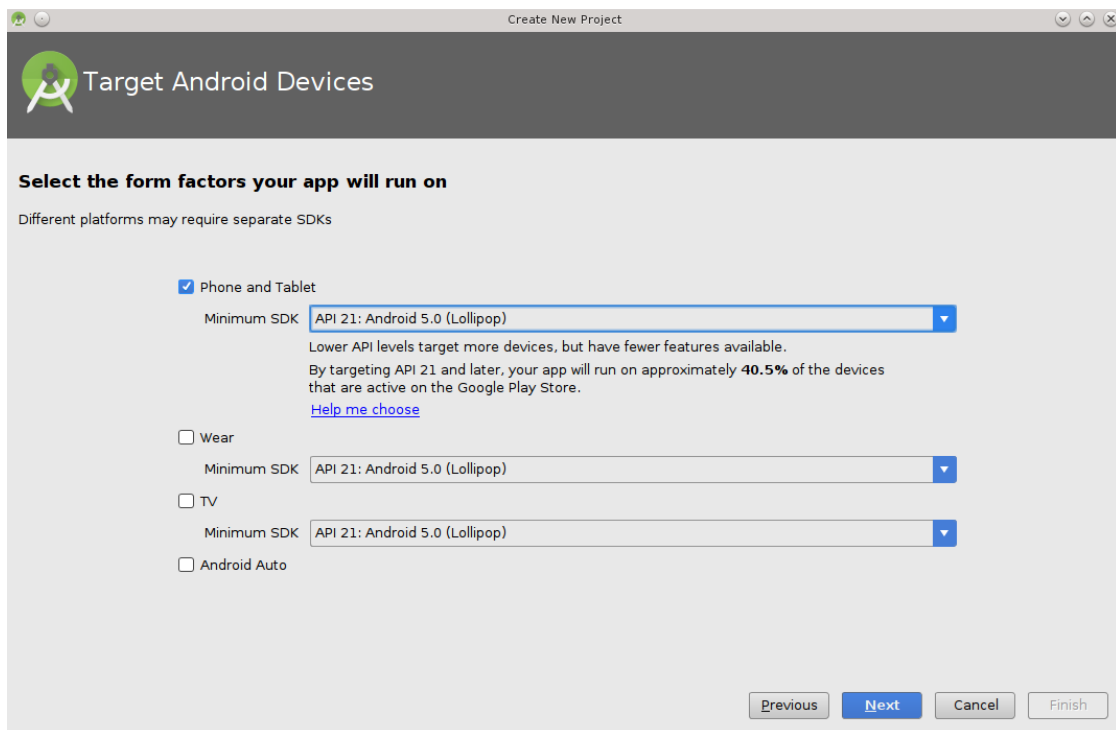 Create New Project
Target Android Devices
Select the form factors your app will run on
Different platforms may require separate SDKs
Phone and Tablet
Minimum SDK API 21: Android 5.0 (Lollipop)
Lower API levels target more devices, but have fewer features available.
By targeting API 21 and later, your app will run on approximately 40.5% of the devices
that are active on the Google Play Store.
Help me choose
Wear
Minimum SDK API 21: Android 5.0 (Lollipop)
TV
Minimum SDK API 21: Android 5.0 (Lollipop)
Android Auto
Previous Next Cancel Finish